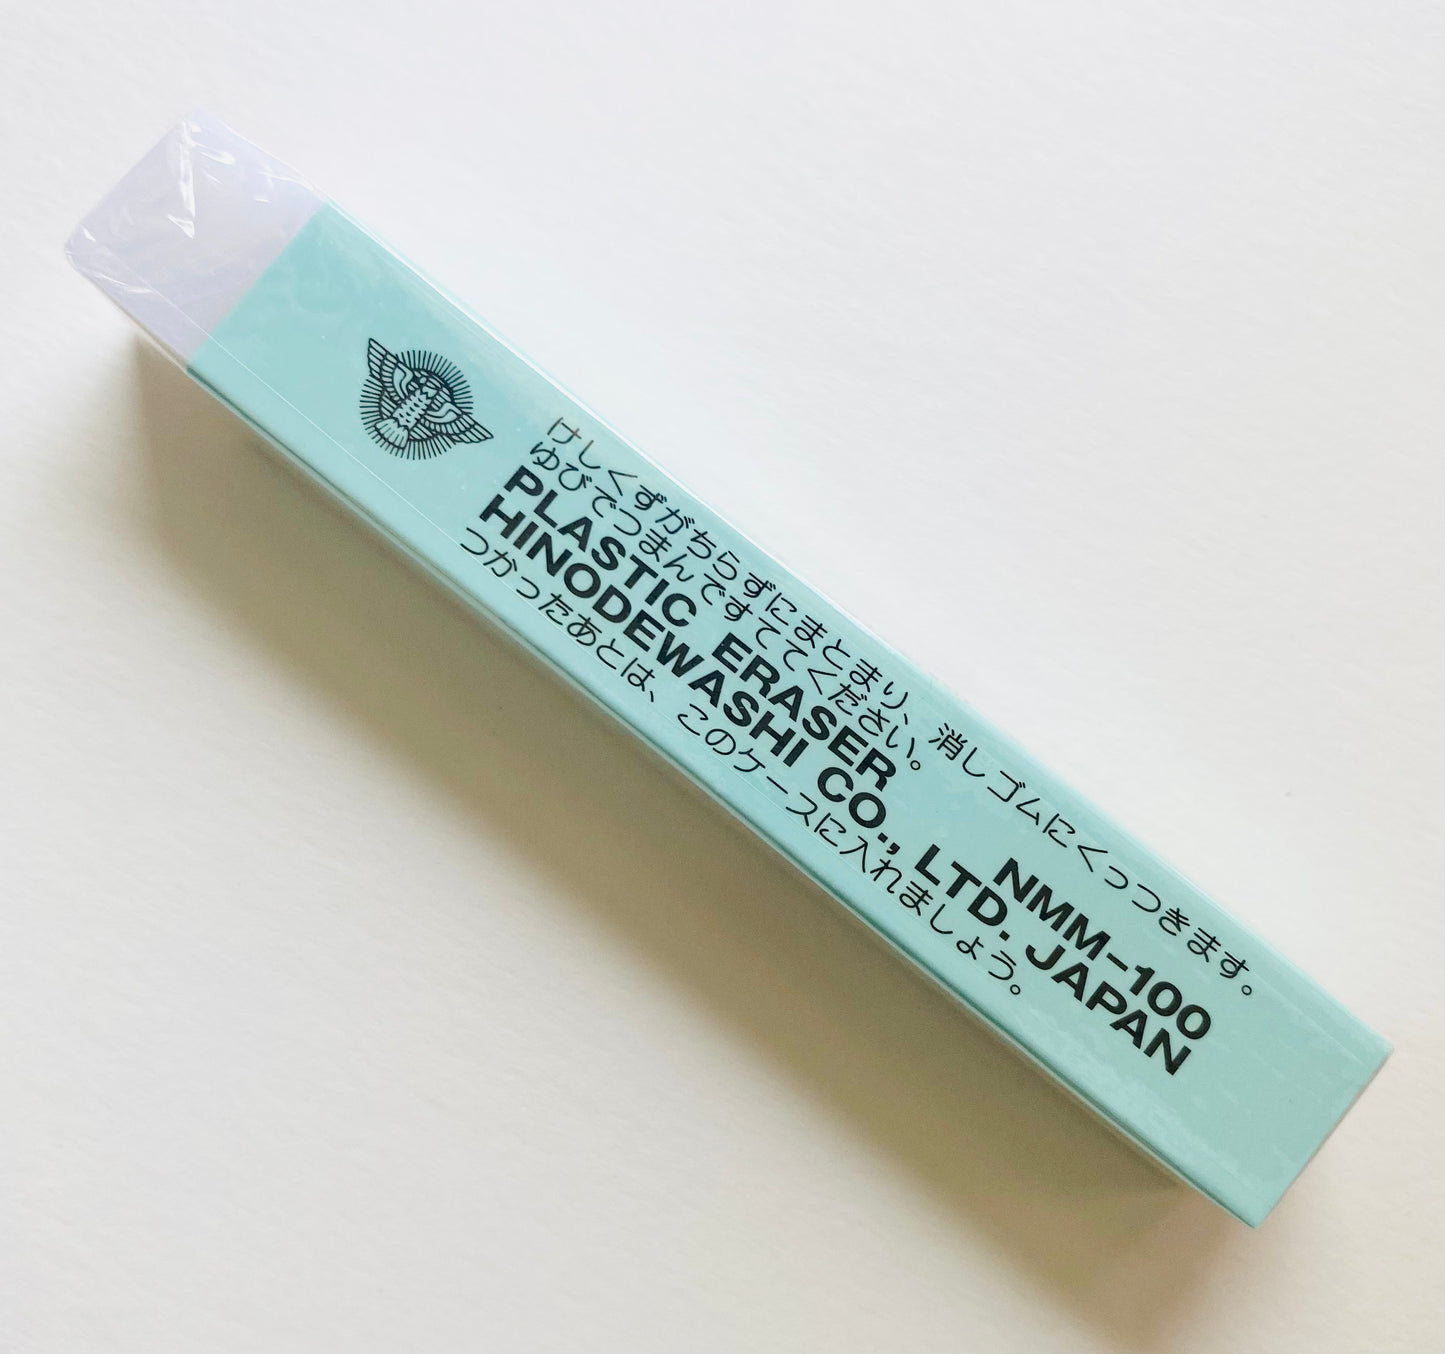 けしくずがちらずにまとまり、消しゴムにくっつきます。
ゆびでつまんですててください。
PLASTIC ERASER NMM-100
HINODEWASHI CO., LTD. JAPAN
つかったあとは、このケースに入れましょう。